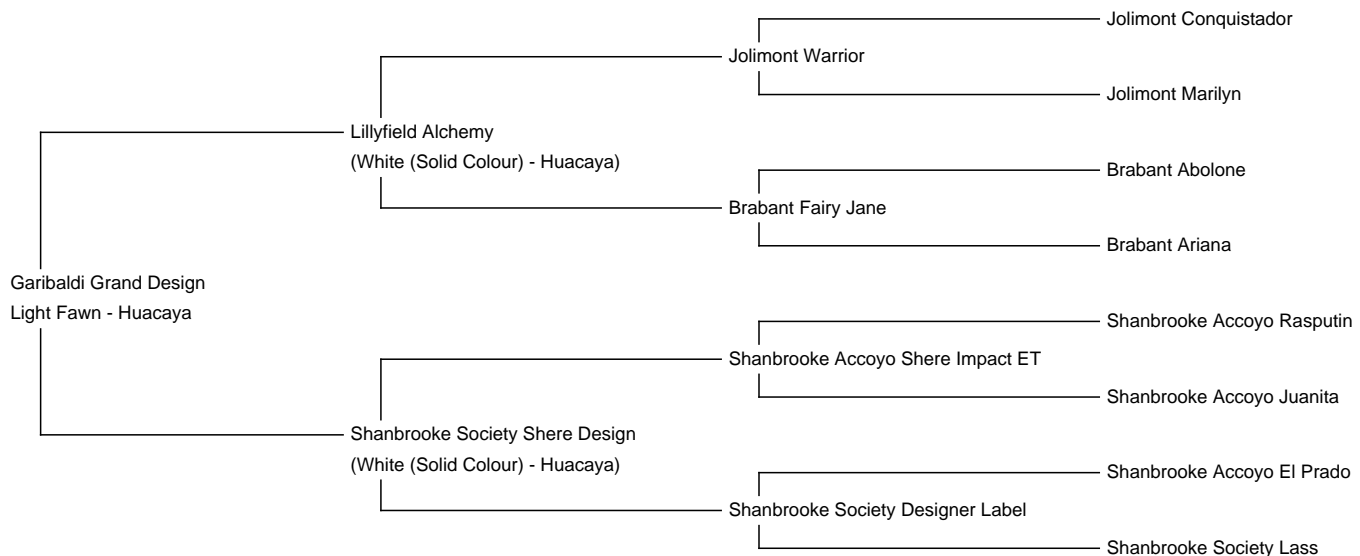 Jolimont Conquistador
Jolimont Warrior
Jolimont Marilyn
Lillyfield Alchemy
(White (Solid Colour) - Huacaya)
Brabant Abolone
Brabant Fairy Jane
Brabant Ariana
Garibaldi Grand Design
Light Fawn - Huacaya
Shanbrooke Accoyo Rasputin
Shanbrooke Accoyo Shere Impact ET
Shanbrooke Accoyo Juanita
Shanbrooke Society Shere Design
(White (Solid Colour) - Huacaya)
Shanbrooke Accoyo El Prado
Shanbrooke Society Designer Label
Shanbrooke Society Lass